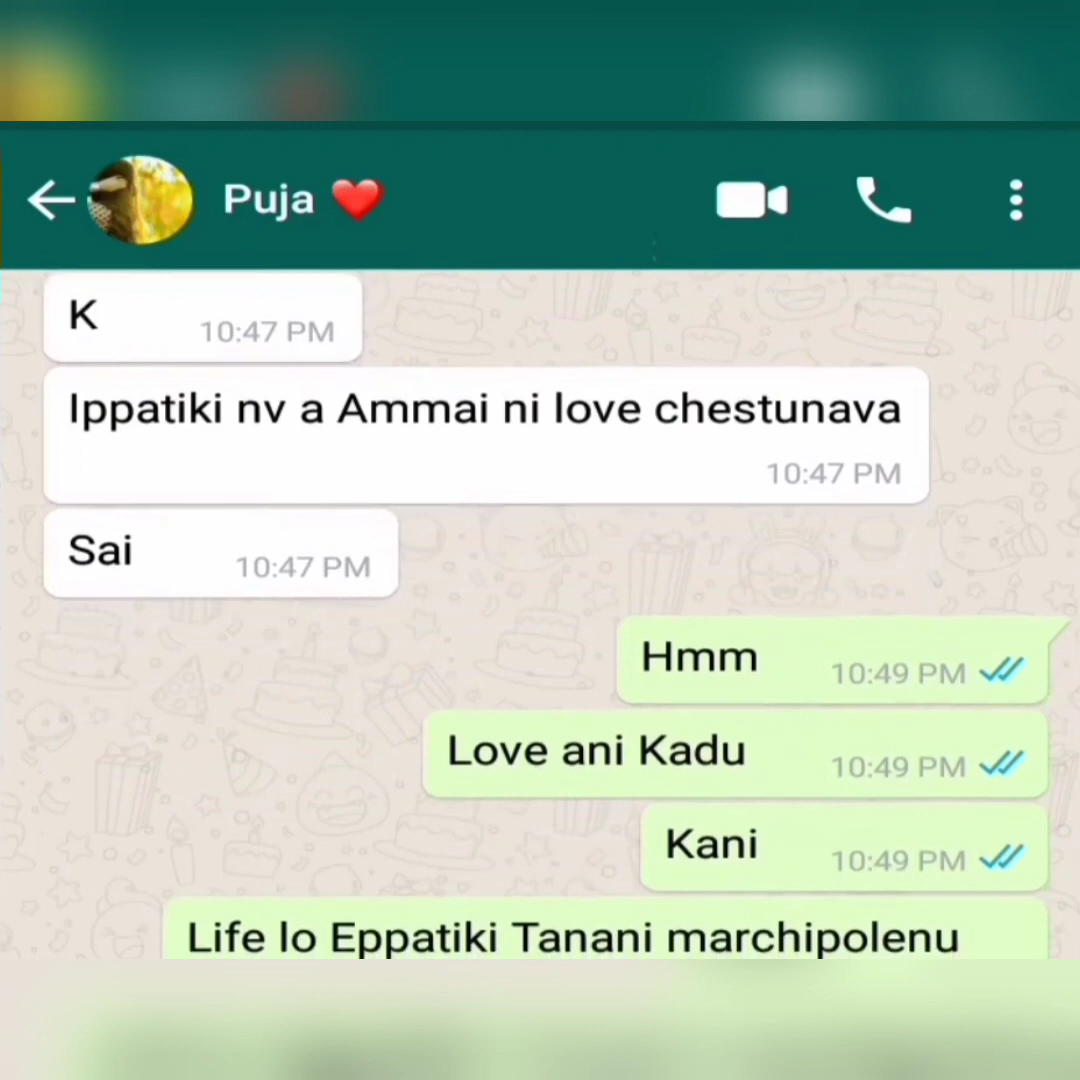 Puja ❤️
K
10:47 PM
Ippatiki nv a Ammai ni love chestunava
10:47 PM
Sai
10:47 PM
Hmm
10:49 PM
Love ani Kadu
10:49 PM
Kani
10:49 PM
Life lo Eppatiki Tanani marchipolenu